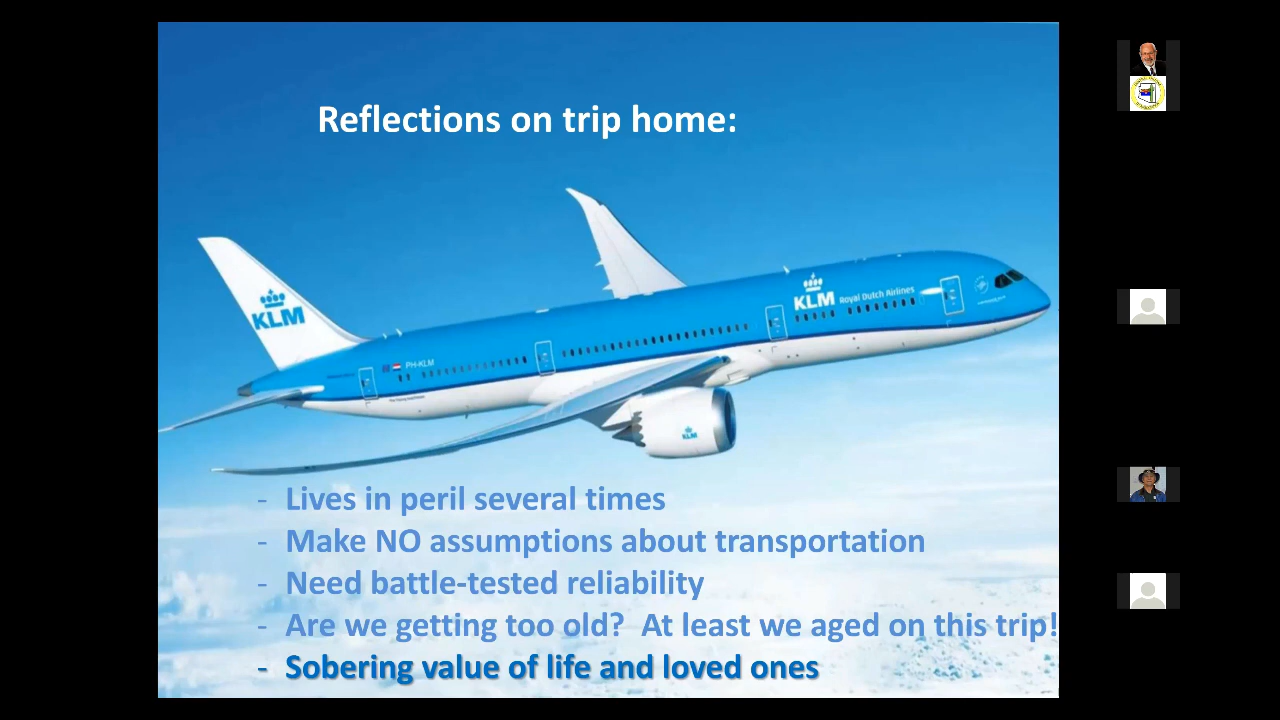 Reflections on trip home:
KLM
KLM
Royal Dutch Airlines
PH-KLM
KLM
- Lives in peril several times
- Make NO assumptions about transportation
- Need battle-tested reliability
- Are we getting too old?  At least we aged on this trip!
- Sobering value of life and loved ones